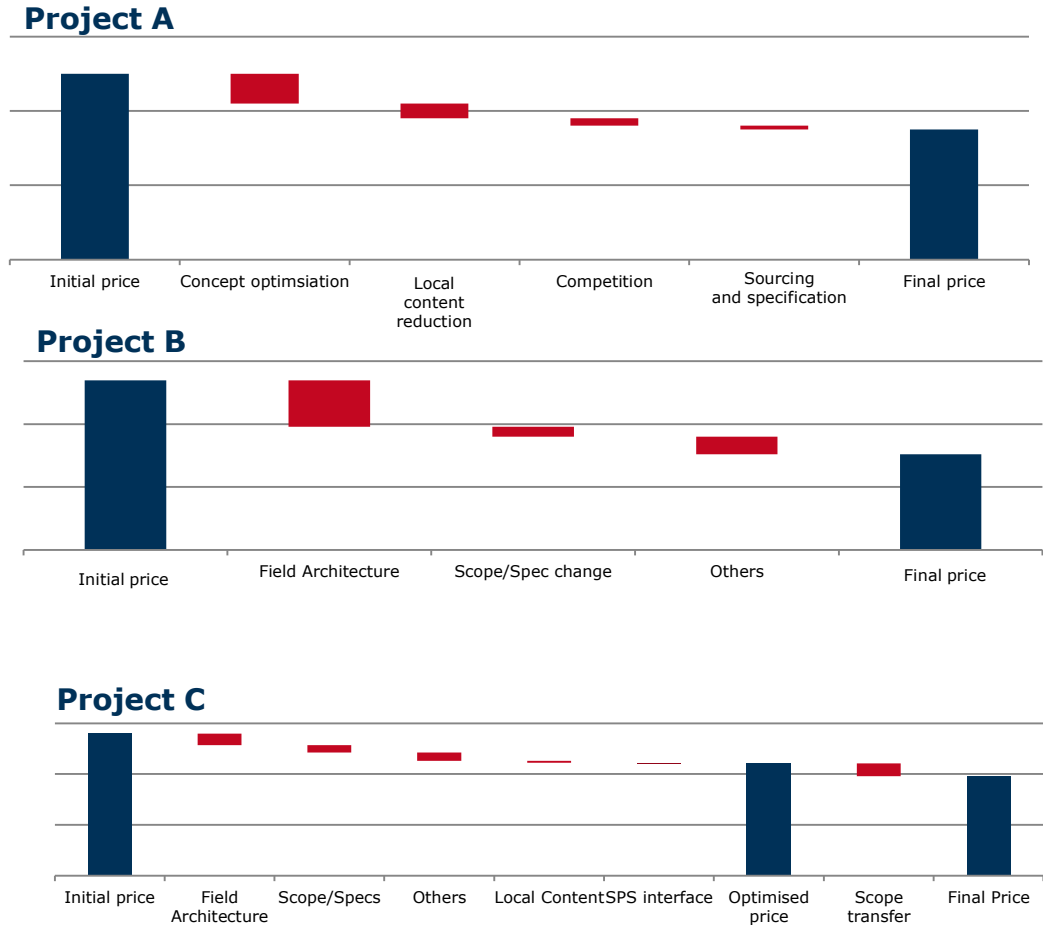 Project A
Initial price
Concept optimsiation
Local
content
reduction
Competition
Sourcing
and specification
Final price
Project B
Initial price
Field Architecture
Scope/Spec change
Others
Final price
Project C
Initial price
Field
Architecture
Scope/Specs
Others
Local Content
SPS interface
Optimised
price
Scope
transfer
Final Price